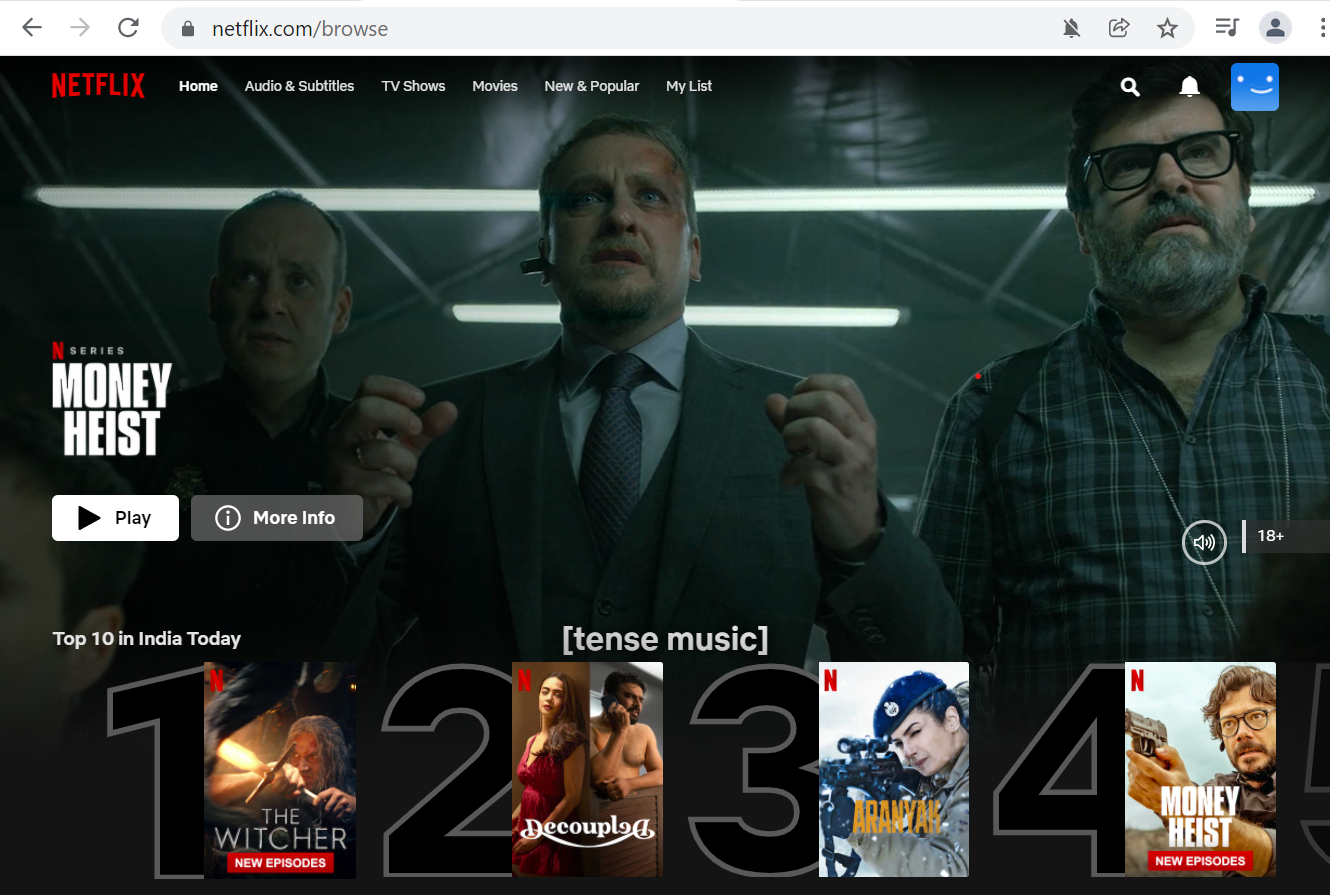 netflix.com/browse
NETFLIX Home Audio & Subtitles TV Shows Movies New & Popular My List
N SERIES
MONEY
HEIST
Play More Info
18+
Top 10 in India Today
[tense music]
1 2 3 4 5
N
THE
WITCHER
NEW EPISODES
N
Decoupled
N
ARANYAK
N
MONEY
HEIST
NEW EPISODES